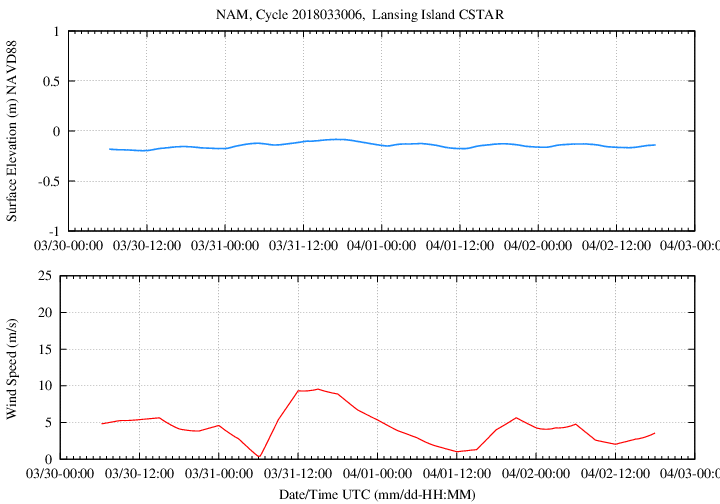 NAM, Cycle 2018033006,  Lansing Island CSTAR
Surface Elevation (m) NAVD88
1
0.5
0
-0.5
-1
03/30-00:00 03/30-12:00 03/31-00:00 03/31-12:00 04/01-00:00 04/01-12:00 04/02-00:00 04/02-12:00 04/03-00:0
Wind Speed (m/s)
25
20
15
10
5
0
03/30-00:00 03/30-12:00 03/31-00:00 03/31-12:00 04/01-00:00 04/01-12:00 04/02-00:00 04/02-12:00 04/03-00:0
Date/Time UTC (mm/dd-HH:MM)